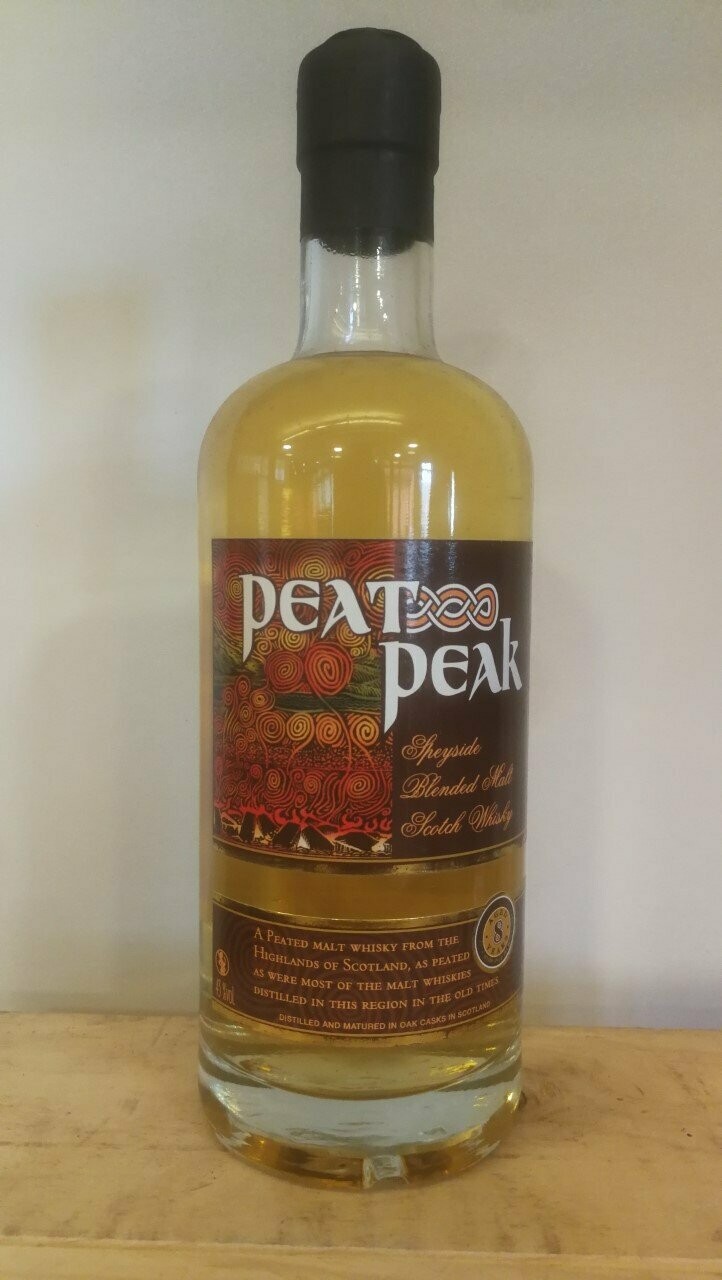 PEAT
PEAK
Speyside
Blended Malt
Scotch Whisky
AGED
8
YEARS
A PEATED MALT WHISKY FROM THE
HIGHLANDS OF SCOTLAND, AS PEATED
AS WERE MOST OF THE MALT WHISKIES
DISTILLED IN THIS REGION IN THE OLD TIMES.
DISTILLED AND MATURED IN OAK CASKS IN SCOTLAND